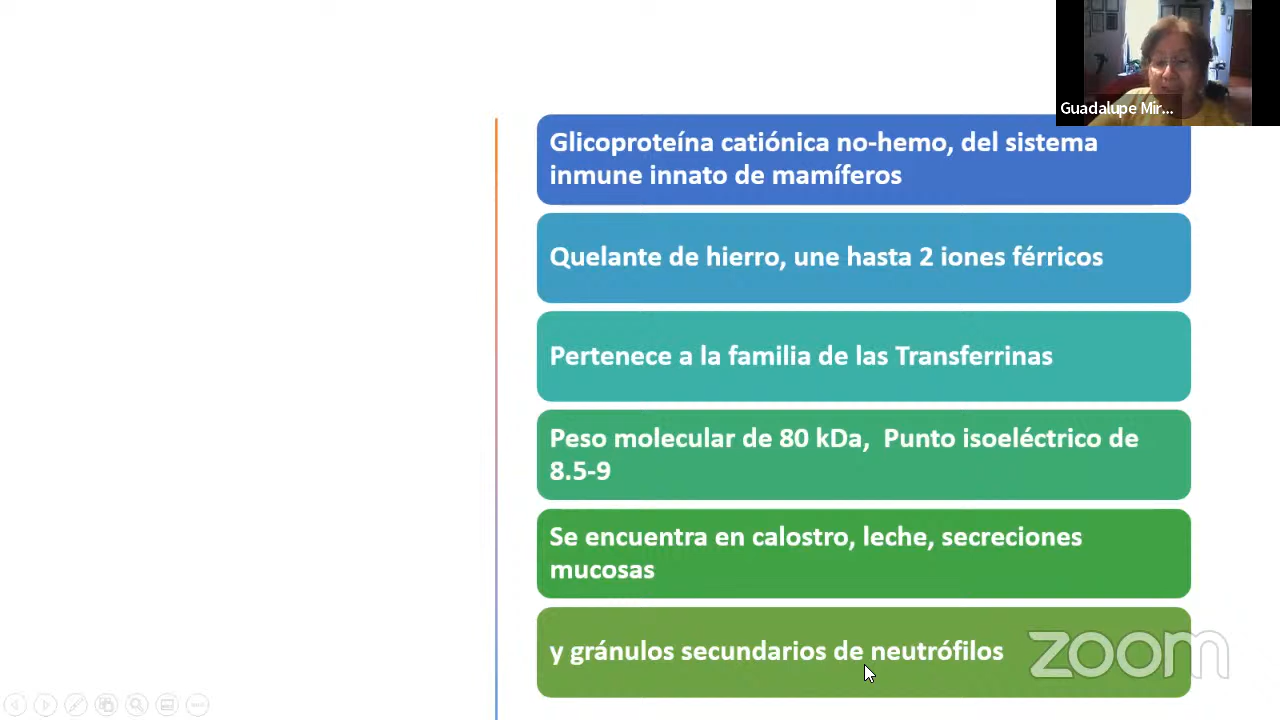 Guadalupe Mir...
Glicoproteína catiónica no-hemo, del sistema
inmune innato de mamíferos
Quelante de hierro, une hasta 2 iones férricos
Pertenece a la familia de las Transferrinas
Peso molecular de 80 kDa,  Punto isoeléctrico de
8.5-9
Se encuentra en calostro, leche, secreciones
mucosas
y gránulos secundarios de neutrófilos
zoom